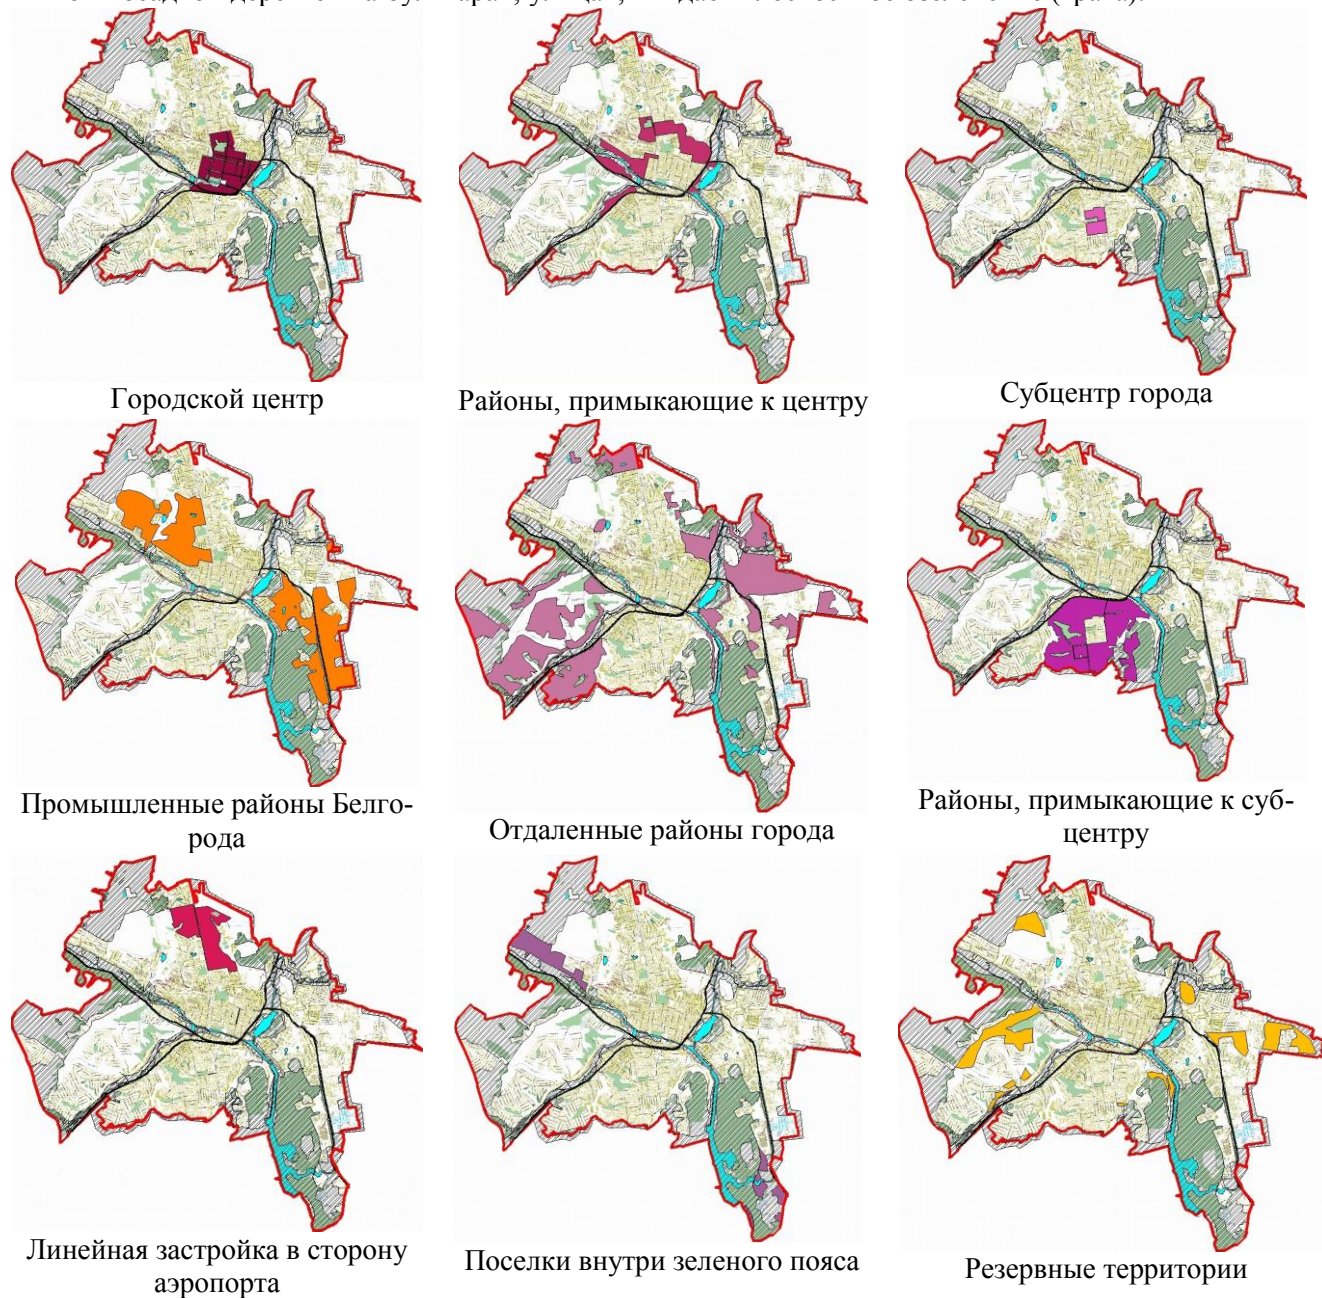 Городской центр
Районы, примыкающие к центру
Субцентр города
Промышленные районы Белго-
рода
Отдаленные районы города
Районы, примыкающие к суб-
центру
Линейная застройка в сторону
аэропорта
Поселки внутри зеленого пояса
Резервные территории